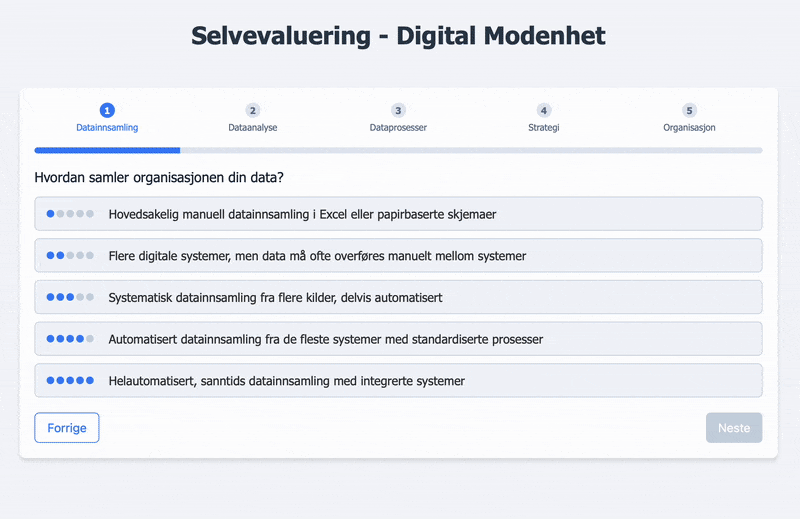 Selvevaluering - Digital Modenhet
1
2
3
4
5
Datainnsamling
Dataanalyse
Dataprosesser
Strategi
Organisasjon
Hvordan samler organisasjonen din data?
Hovedsakelig manuell datainnsamling i Excel eller papirbaserte skjemaer
Flere digitale systemer, men data må ofte overføres manuelt mellom systemer
Systematisk datainnsamling fra flere kilder, delvis automatisert
Automatisert datainnsamling fra de fleste systemer med standardiserte prosesser
Helautomatisert, sanntids datainnsamling med integrerte systemer
Forrige
Neste